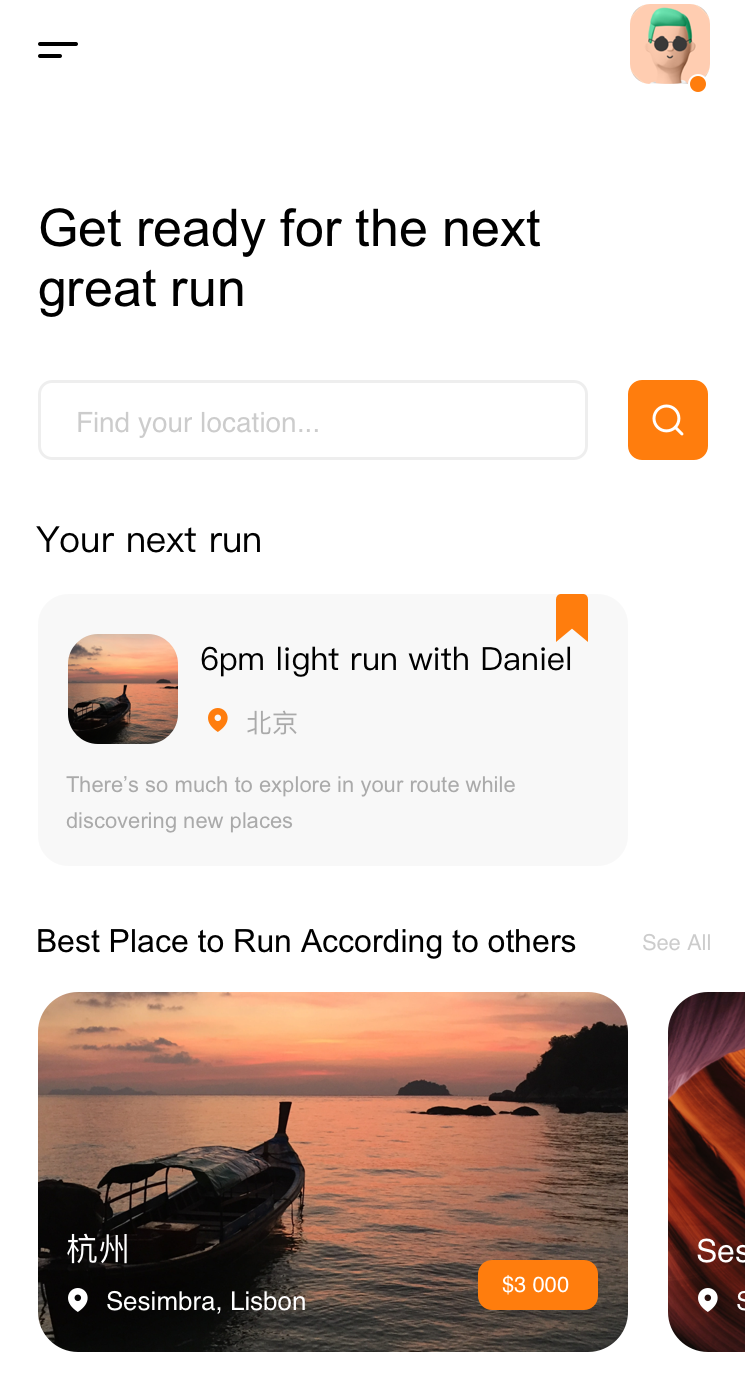 Get ready for the next
great run
Find your location...
Your next run
6pm light run with Daniel
北京
There's so much to explore in your route while
discovering new places
Best Place to Run According to others
See All
杭州
Sesimbra, Lisbon
$3 000
Ses
S